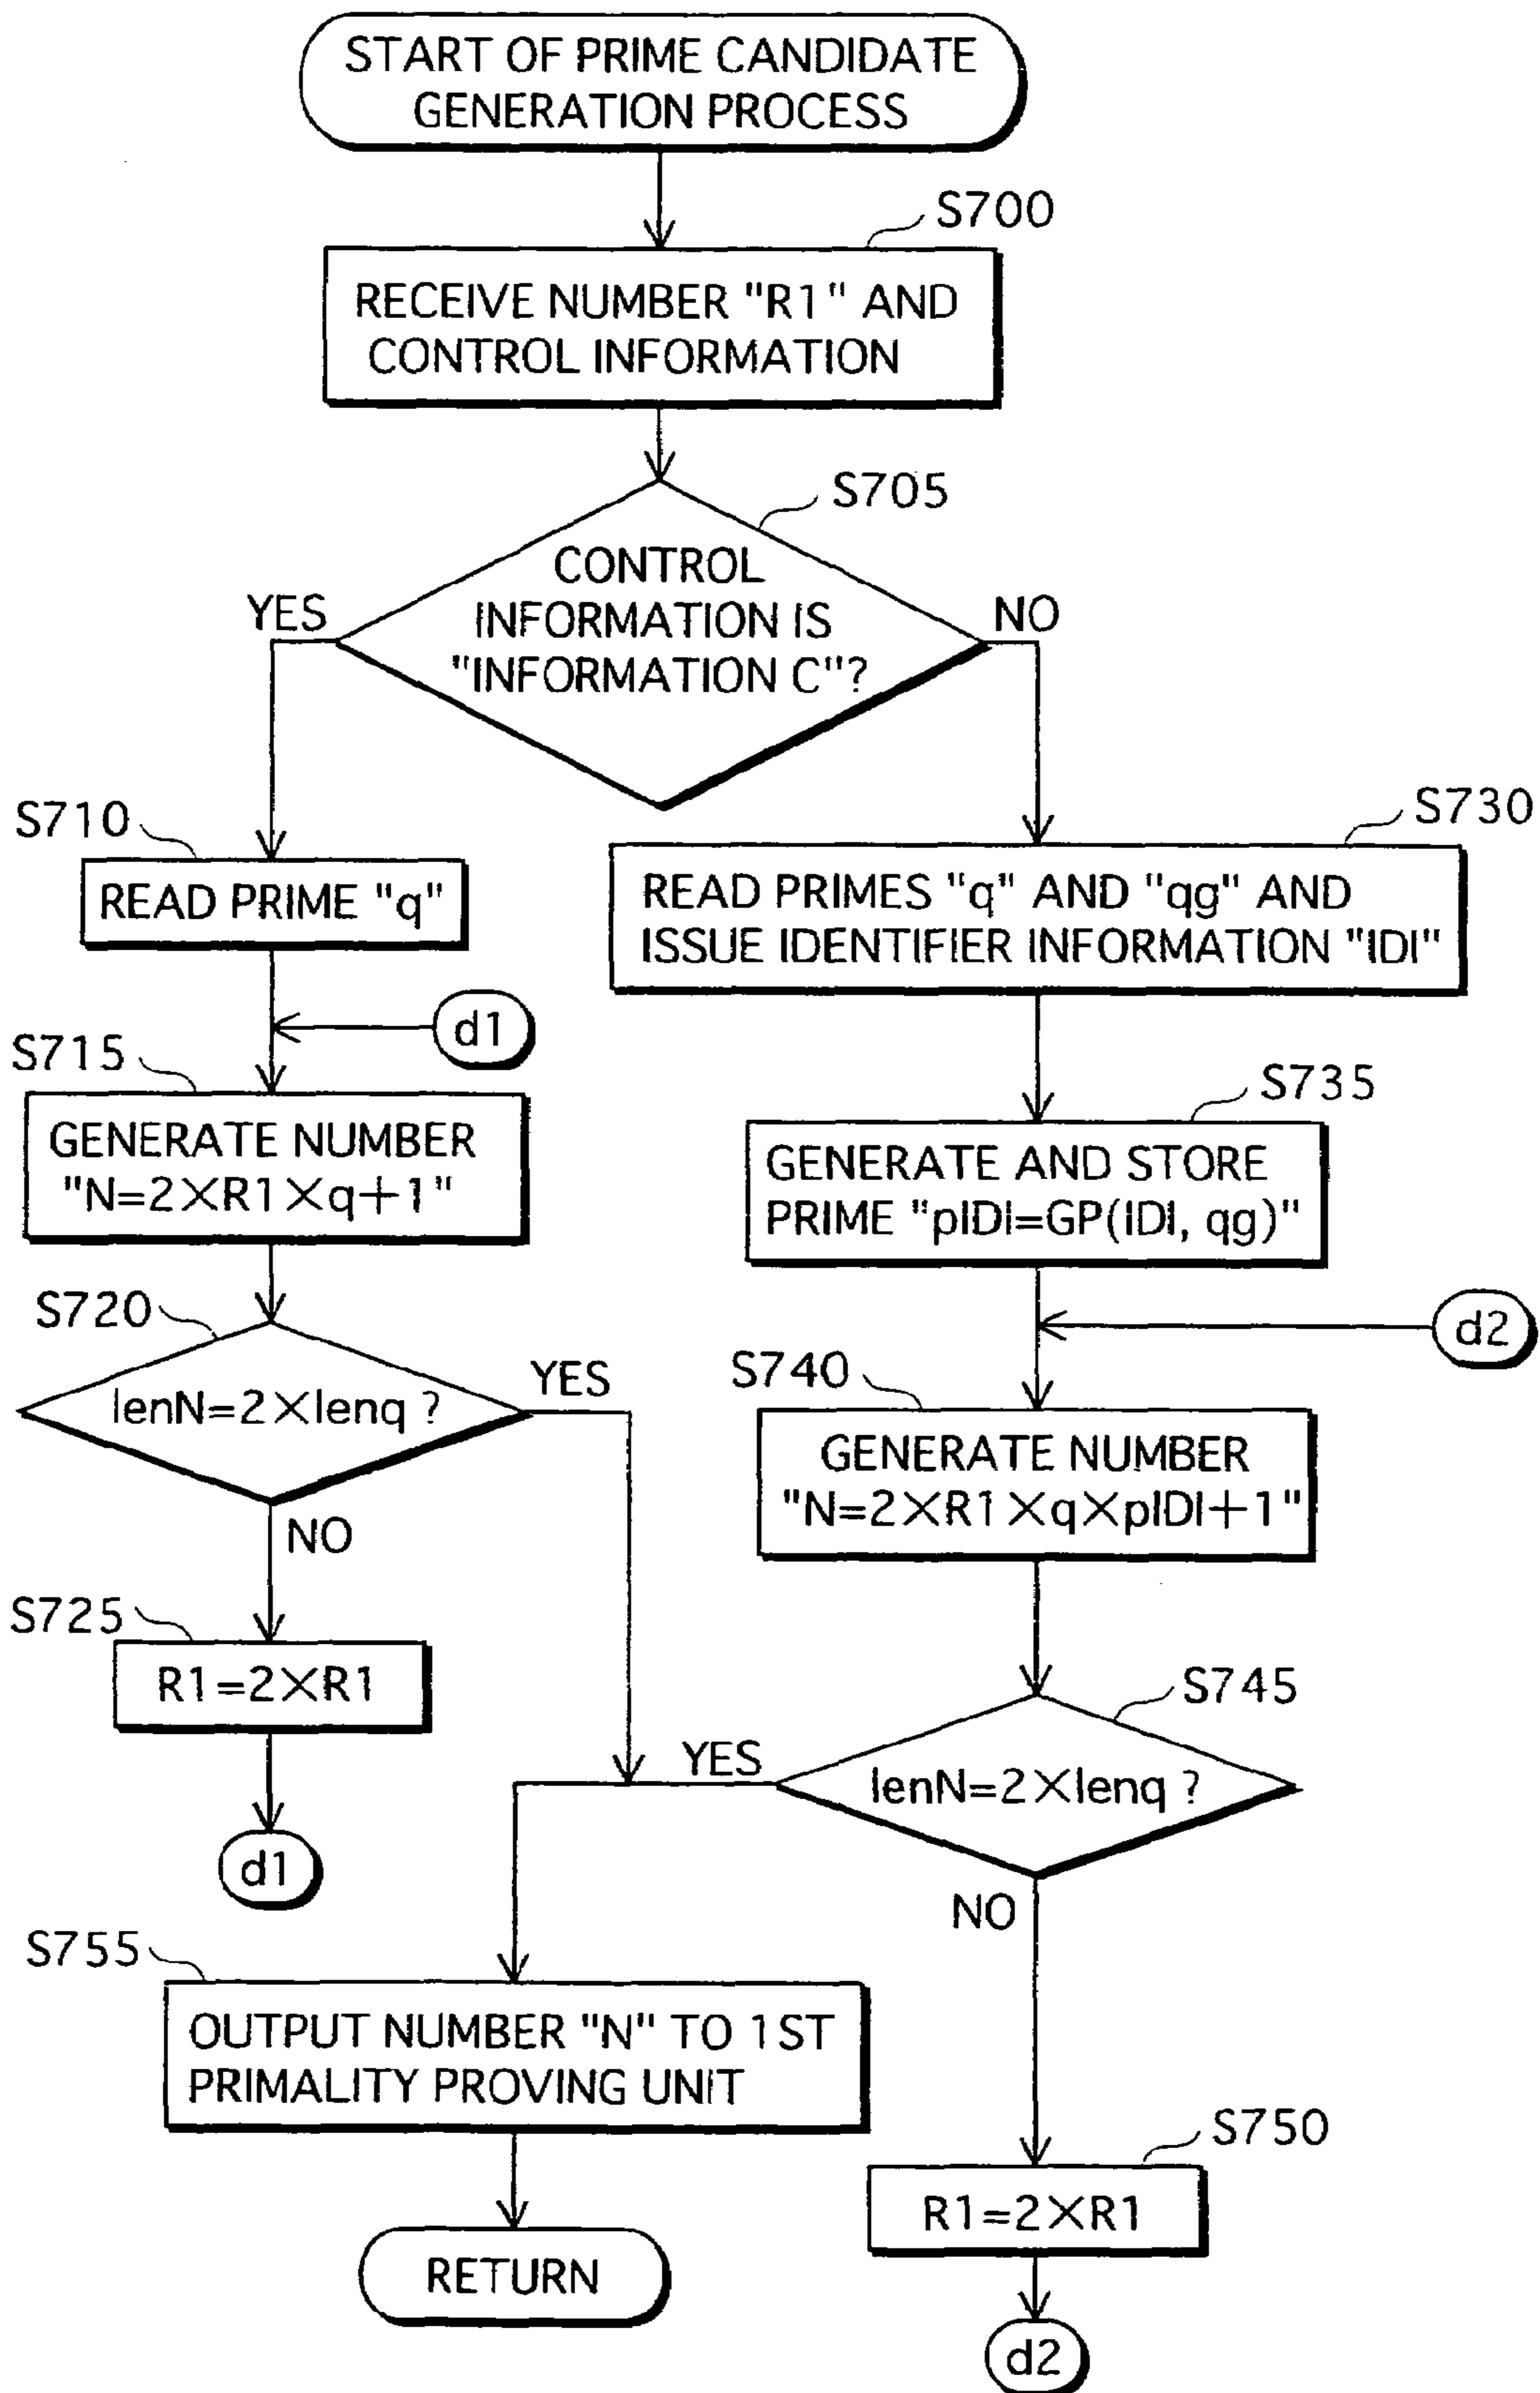 START OF PRIME CANDIDATE
GENERATION PROCESS
S700
RECEIVE NUMBER "R1" AND
CONTROL INFORMATION
S705
CONTROL
INFORMATION IS
"INFORMATION C"?
YES
NO
S710
READ PRIME "q"
S730
READ PRIMES "q" AND "qg" AND
ISSUE IDENTIFIER INFORMATION "IDI"
d1
S715
GENERATE NUMBER
"N=2×R1×q+1"
S735
GENERATE AND STORE
PRIME "pIDI=GP(IDI, qg)"
d2
S720
lenN=2×lenq ?
YES
NO
S740
GENERATE NUMBER
"N=2×R1×q×pIDI+1"
S725
R1=2×R1
d1
S745
lenN=2×lenq ?
YES
NO
S755
OUTPUT NUMBER "N" TO 1ST
PRIMALITY PROVING UNIT
S750
R1=2×R1
RETURN
d2